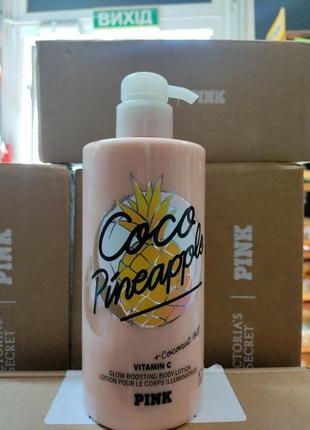 ВИХІД
PINK
Coco
Pineapple
+ Coconut Oil
VITAMIN C
GLOW-BOOSTING BODY LOTION
LOTION POUR LE CORPS ILLUMINATRICE
PINK
PINK
SECRET
VICTORIA'S
SECRET
PINK